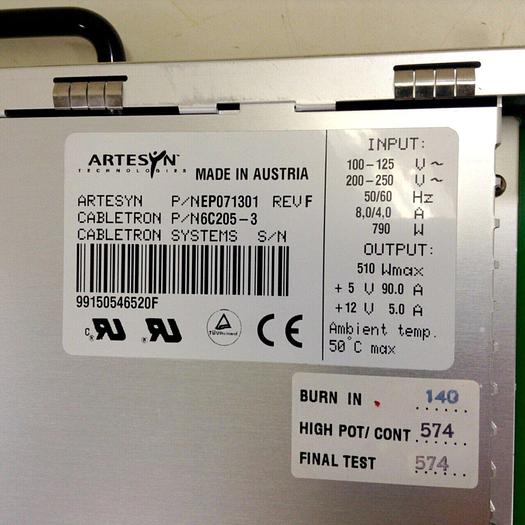 ARTESYN
TECHNOLOGIES
MADE IN AUSTRIA
ARTESYN P/NEP071301 REV F
CABLETRON P/N6C205-3
CABLETRON SYSTEMS S/N
99150546520F
INPUT:
100-125 V~
200-250 V~
50/60 Hz
8,0/4,0 A
790 W
OUTPUT:
510 Wmax
+ 5 V 90.0 A
+12 V 5.0 A
Ambient temp.
50°C max
BURN IN 140
HIGH POT/ CONT 574
FINAL TEST 574